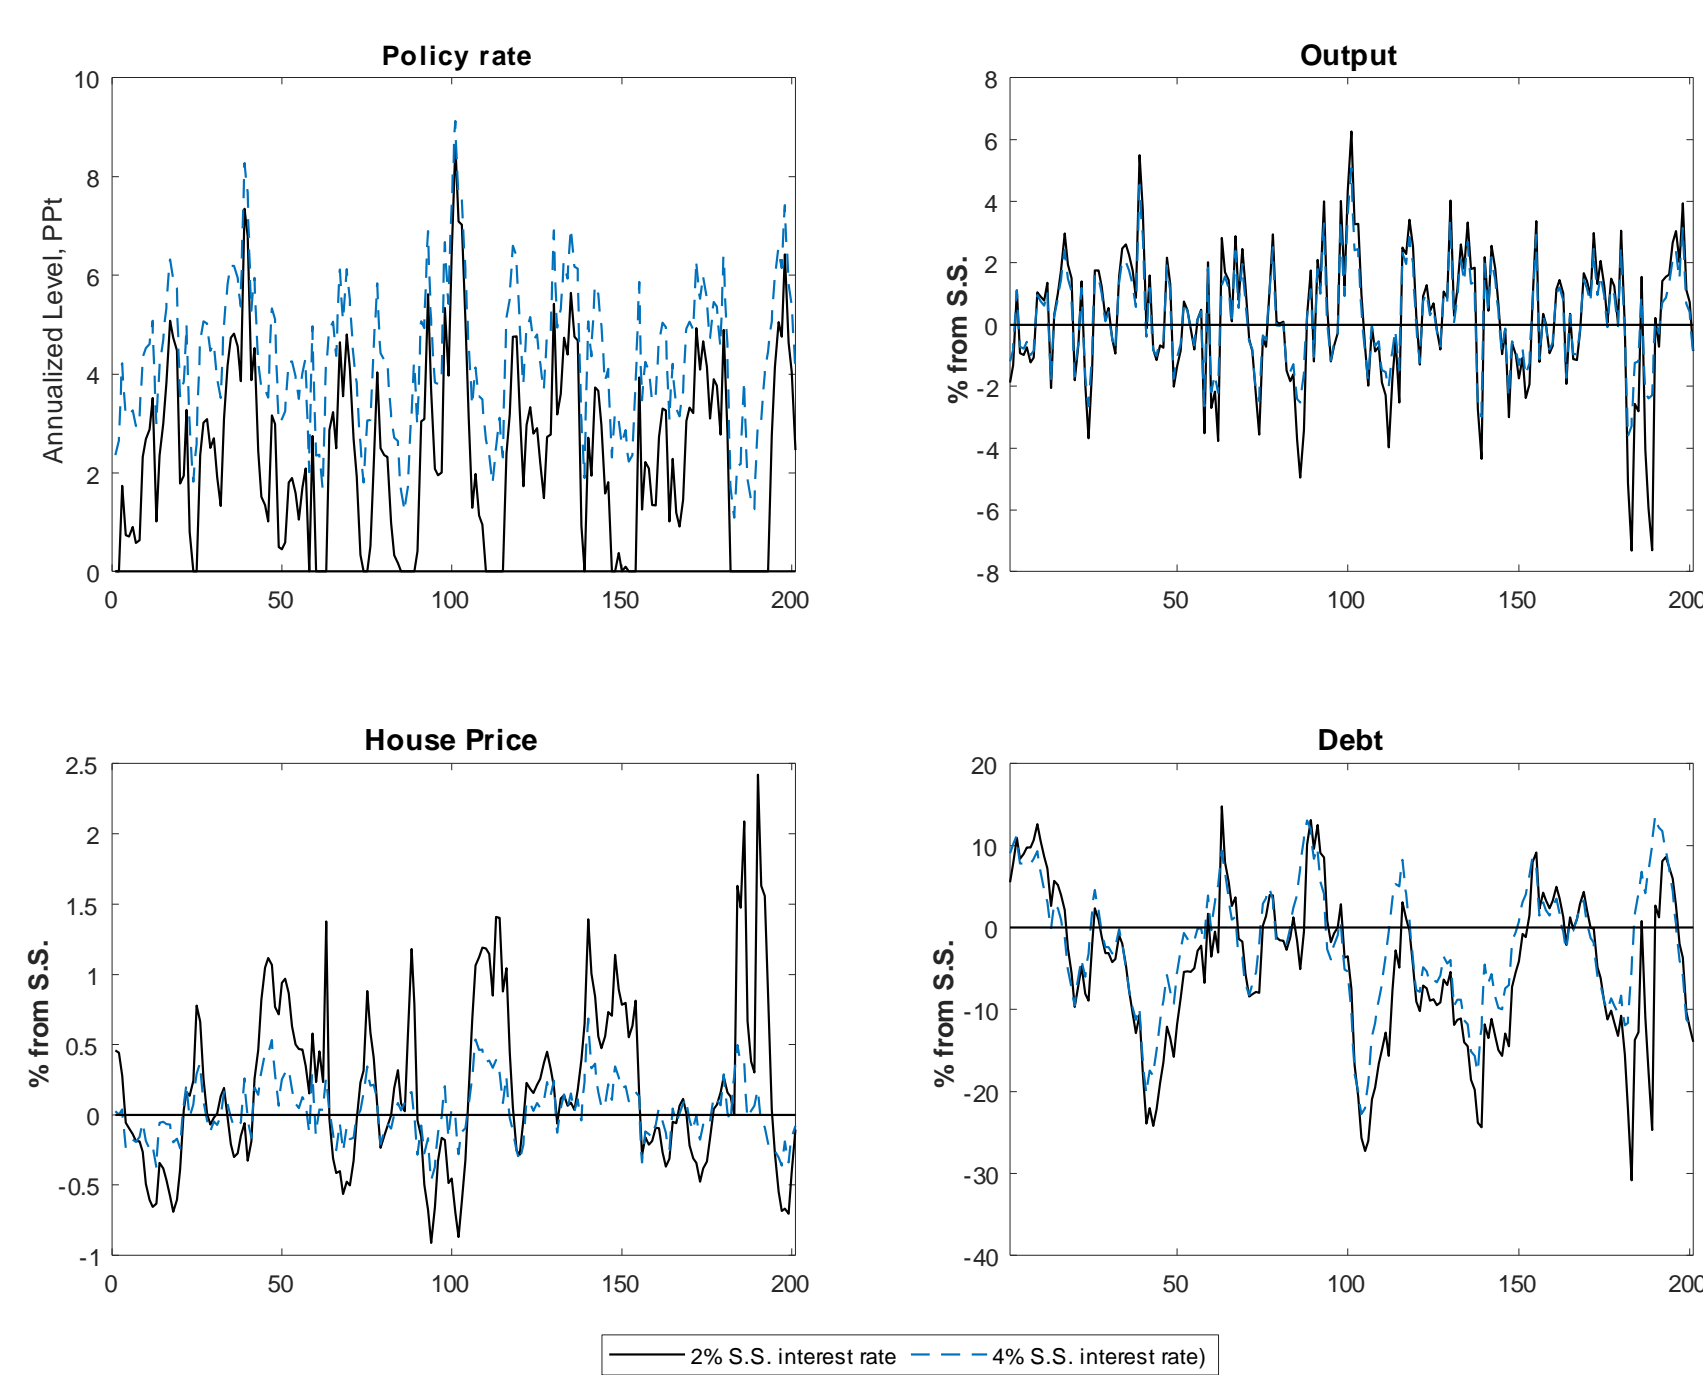 Policy rate
Annualized Level, PPt
10
8
6
4
2
0
0 50 100 150 200
Output
% from S.S.
8
6
4
2
0
-2
-4
-6
-8
50 100 150 200
House Price
% from S.S.
2.5
2
1.5
1
0.5
0
-0.5
-1
0 50 100 150 200
Debt
% from S.S.
20
10
0
-10
-20
-30
-40
50 100 150 200
2% S.S. interest rate 4% S.S. interest rate)